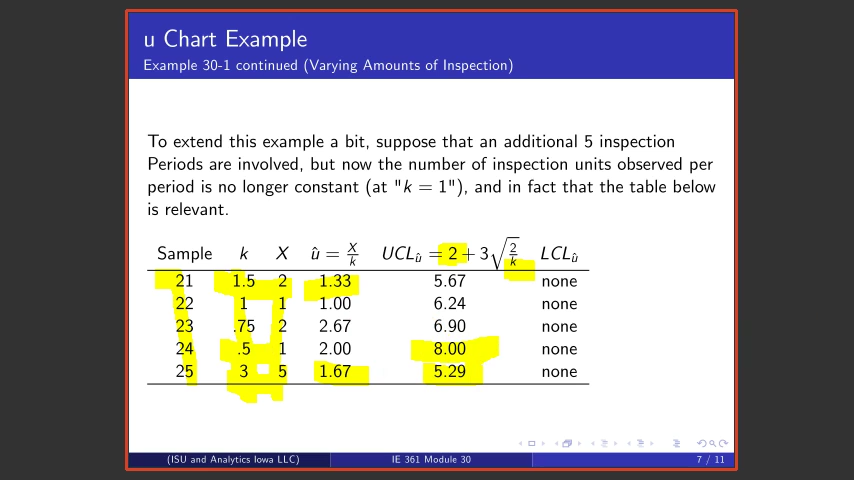 u Chart Example
Example 30-1 continued (Varying Amounts of Inspection)
To extend this example a bit, suppose that an additional 5 inspection
Periods are involved, but now the number of inspection units observed per
period is no longer constant (at "k = 1"), and in fact that the table below
is relevant.
Sample k X û = X/k UCLû = 2 + 3√(2/k) LCLû
21 1.5 2 1.33 5.67 none
22 1 1 1.00 6.24 none
23 .75 2 2.67 6.90 none
24 .5 1 2.00 8.00 none
25 3 5 1.67 5.29 none
(ISU and Analytics Iowa LLC) IE 361 Module 30 7 / 11